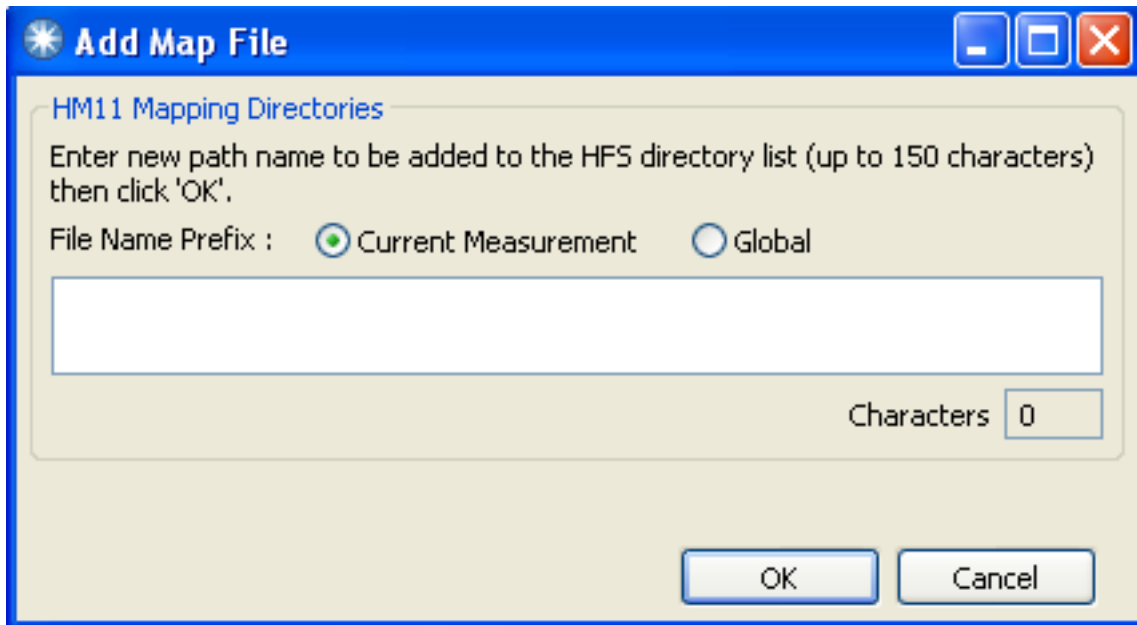 Add Map File
HM11 Mapping Directories
Enter new path name to be added to the HFS directory list (up to 150 characters)
then click 'OK'.
File Name Prefix : Current Measurement Global
Characters 0
OK Cancel